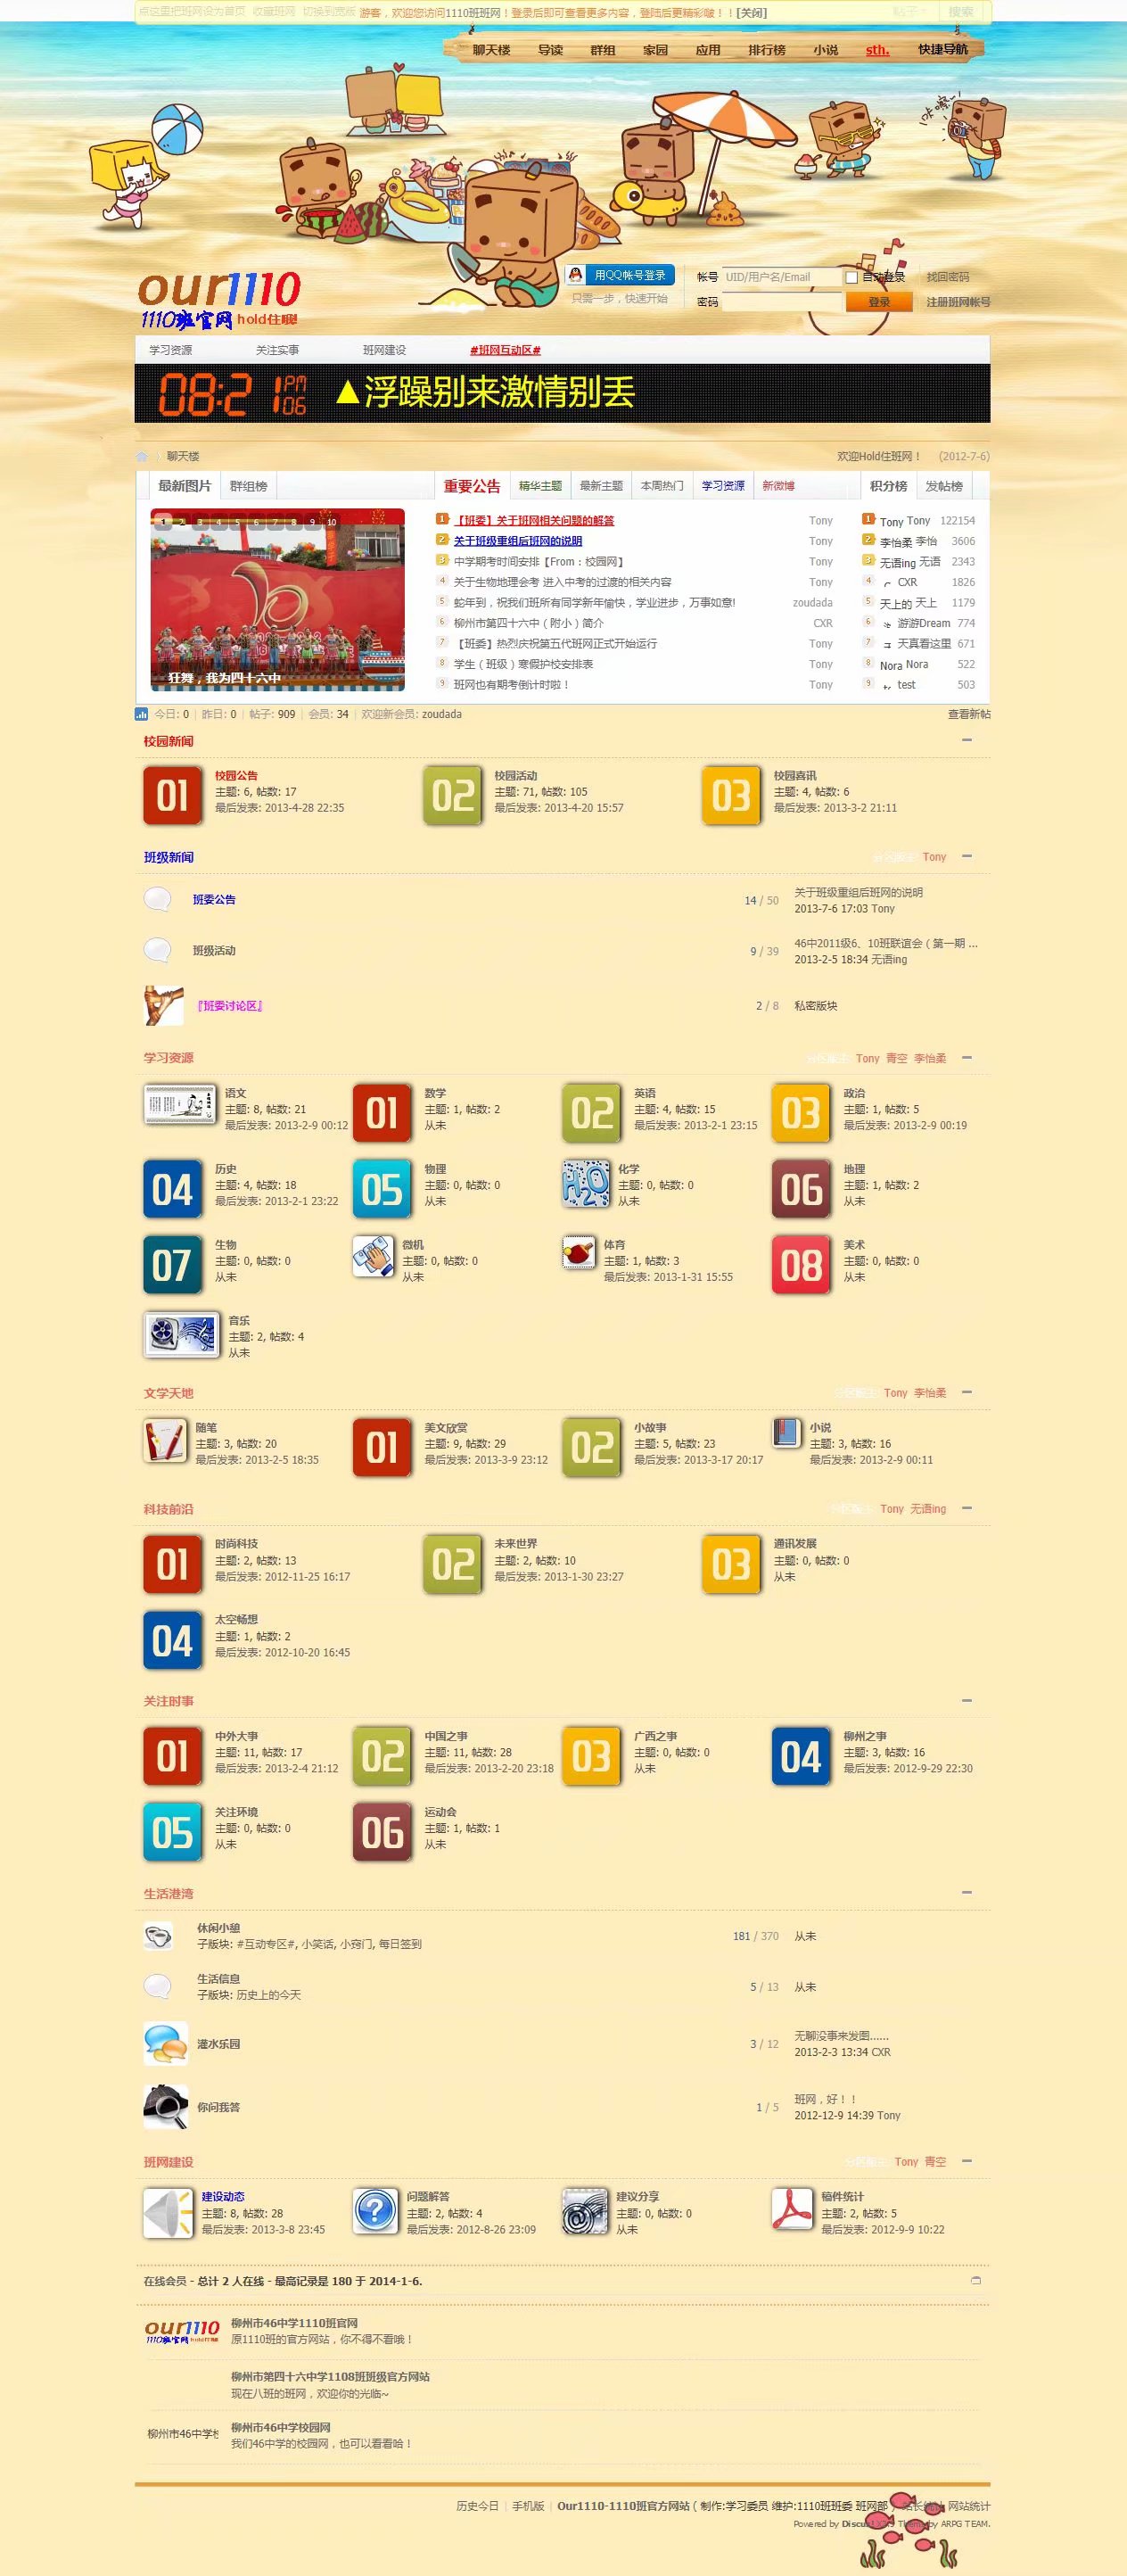 点这里把班网设为首页 收藏班网 切换到宽版 游客，欢迎您访问1110班班网！登录后即可查看更多内容，登陆后更精彩啵！！[关闭] 帖子 搜索
聊天楼 导读 群组 家园 应用 排行榜 小说 sth. 快捷导航
our1110
1110班官网 hold住哦!
用QQ帐号登录
只需一步，快速开始
帐号 UID/用户名/Email 自动登录 找回密码
密码 登录 注册班网帐号
学习资源 关注实事 班网建设 #班网互动区#
08:21 PM 06 ▲浮躁别来激情别丢
聊天楼 欢迎Hold住班网！ (2012-7-6)
最新图片 群组榜
1 2 3 4 5 6 7 8 9 10
狂舞，我为四十六中
重要公告 精华主题 最新主题 本周热门 学习资源 新微博
1 【班委】关于班网相关问题的解答 Tony
2 关于班级重组后班网的说明 Tony
3 中学期考时间安排【From：校园网】 Tony
4 关于生物地理会考 进入中考的过渡的相关内容 Tony
5 蛇年到，祝我们班所有同学新年愉快，学业进步，万事如意! zoudada
6 柳州市第四十六中（附小）简介 CXR
7 【班委】热烈庆祝第五代班网正式开始运行 Tony
8 学生（班级）寒假护校安排表 Tony
9 班网也有期考倒计时啦！ Tony
积分榜 发帖榜
1 Tony Tony 122154
2 李怡柔 李怡 3606
3 无语ing 无语 2343
4 CXR 1826
5 天上的 天上 1179
6 游游Dream 774
7 天真看这里 671
8 Nora Nora 522
9 test 503
今日: 0 | 昨日: 0 | 帖子: 909 | 会员: 34 | 欢迎新会员: zoudada 查看新帖
校园新闻
01 校园公告
主题: 6, 帖数: 17
最后发表: 2013-4-28 22:35
02 校园活动
主题: 71, 帖数: 105
最后发表: 2013-4-20 15:57
03 校园喜讯
主题: 4, 帖数: 6
最后发表: 2013-3-2 21:11
班级新闻 Tony
班委公告 14 / 50 关于班级重组后班网的说明
2013-7-6 17:03 Tony
班级活动 9 / 39 46中2011级6、10班联谊会（第一期 ...
2013-2-5 18:34 无语ing
『班委讨论区』 2 / 8 私密版块
学习资源 Tony 青空 李怡柔
语文
主题: 8, 帖数: 21
最后发表: 2013-2-9 00:12
01 数学
主题: 1, 帖数: 2
从未
02 英语
主题: 4, 帖数: 15
最后发表: 2013-2-1 23:15
03 政治
主题: 1, 帖数: 5
最后发表: 2013-2-9 00:19
04 历史
主题: 4, 帖数: 18
最后发表: 2013-2-1 23:22
05 物理
主题: 0, 帖数: 0
从未
H2O 化学
主题: 0, 帖数: 0
从未
06 地理
主题: 1, 帖数: 2
从未
07 生物
主题: 0, 帖数: 0
从未
微机
主题: 0, 帖数: 0
从未
体育
主题: 1, 帖数: 3
最后发表: 2013-1-31 15:55
08 美术
主题: 0, 帖数: 0
从未
音乐
主题: 2, 帖数: 4
从未
文学天地 Tony 李怡柔
随笔
主题: 3, 帖数: 20
最后发表: 2013-2-5 18:35
01 美文欣赏
主题: 9, 帖数: 29
最后发表: 2013-3-9 23:12
02 小故事
主题: 5, 帖数: 23
最后发表: 2013-3-17 20:17
小说
主题: 3, 帖数: 16
最后发表: 2013-2-9 00:11
科技前沿 Tony 无语ing
01 时尚科技
主题: 2, 帖数: 13
最后发表: 2012-11-25 16:17
02 未来世界
主题: 2, 帖数: 10
最后发表: 2013-1-30 23:27
03 通讯发展
主题: 0, 帖数: 0
从未
04 太空畅想
主题: 1, 帖数: 2
最后发表: 2012-10-20 16:45
关注时事
01 中外大事
主题: 11, 帖数: 17
最后发表: 2013-2-4 21:12
02 中国之事
主题: 11, 帖数: 28
最后发表: 2013-2-20 23:18
03 广西之事
主题: 0, 帖数: 0
从未
04 柳州之事
主题: 3, 帖数: 16
最后发表: 2012-9-29 22:30
05 关注环境
主题: 0, 帖数: 0
从未
06 运动会
主题: 1, 帖数: 1
从未
生活港湾
休闲小憩 181 / 370 从未
子版块: #互动专区#, 小笑话, 小窍门, 每日签到
生活信息 5 / 13 从未
子版块: 历史上的今天
灌水乐园 3 / 12 无聊没事来发图......
2013-2-3 13:34 CXR
你问我答 1 / 5 班网，好！！
2012-12-9 14:39 Tony
班网建设 Tony 青空
建设动态
主题: 8, 帖数: 28
最后发表: 2013-3-8 23:45
问题解答
主题: 2, 帖数: 4
最后发表: 2012-8-26 23:09
建议分享
主题: 0, 帖数: 0
从未
稿件统计
主题: 2, 帖数: 5
最后发表: 2012-9-9 10:22
在线会员 - 总计 2 人在线 - 最高记录是 180 于 2014-1-6.
our1110
1110班官网
柳州市46中学1110班官网
原1110班的官方网站，你不得不看哦！
柳州市第四十六中学1108班班级官方网站
现在八班的班网，欢迎你的光临~
柳州市46中学校
柳州市46中学校园网
我们46中学的校园网，也可以看看哈！
历史今日 | 手机版 | Our1110-1110班官方网站 ( 制作:学习委员 维护:1110班班委 班网部 ) 站长统计 网站统计
Powered by Discuz! by ARPG TEAM.